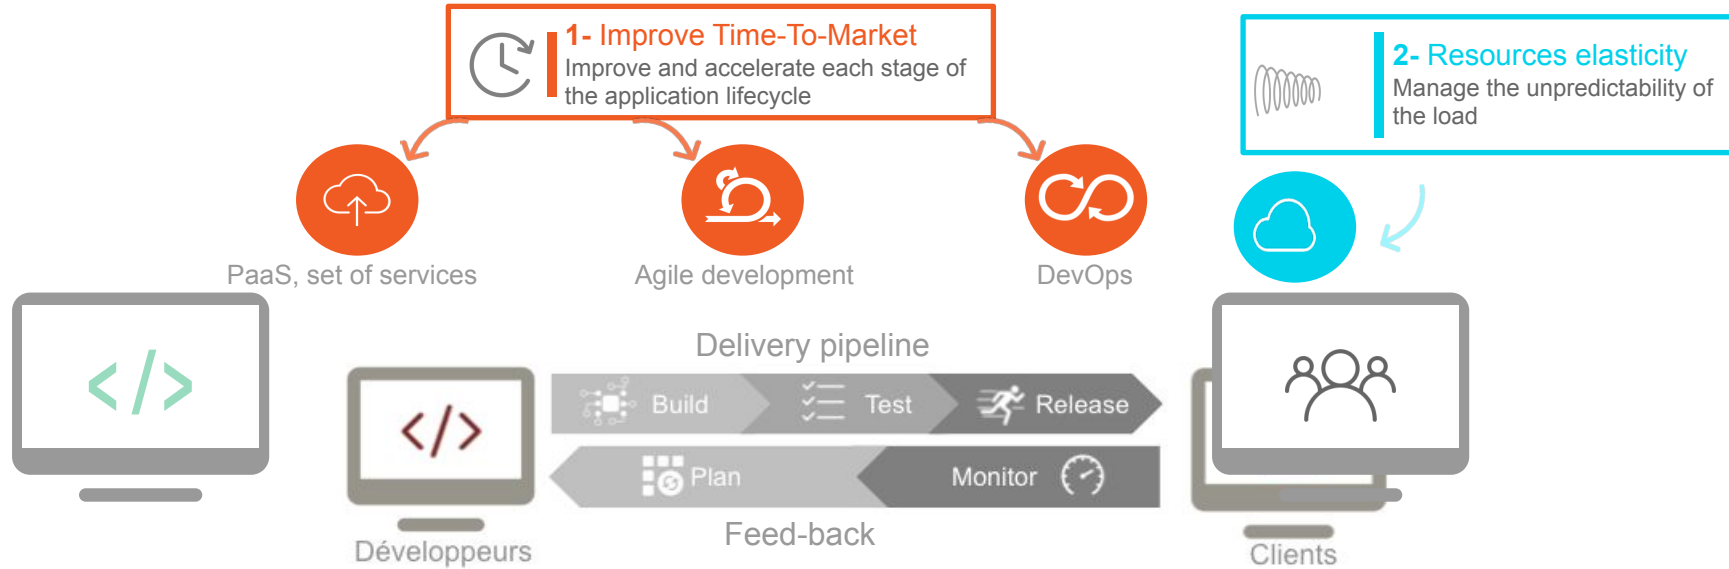 1- Improve Time-To-Market
Improve and accelerate each stage of
the application lifecycle
2- Resources elasticity
Manage the unpredictability of
the load
PaaS, set of services
Agile development
DevOps
</>
Delivery pipeline
</>
Build
Test
Release
Plan
Monitor
Feed-back
Développeurs
Clients